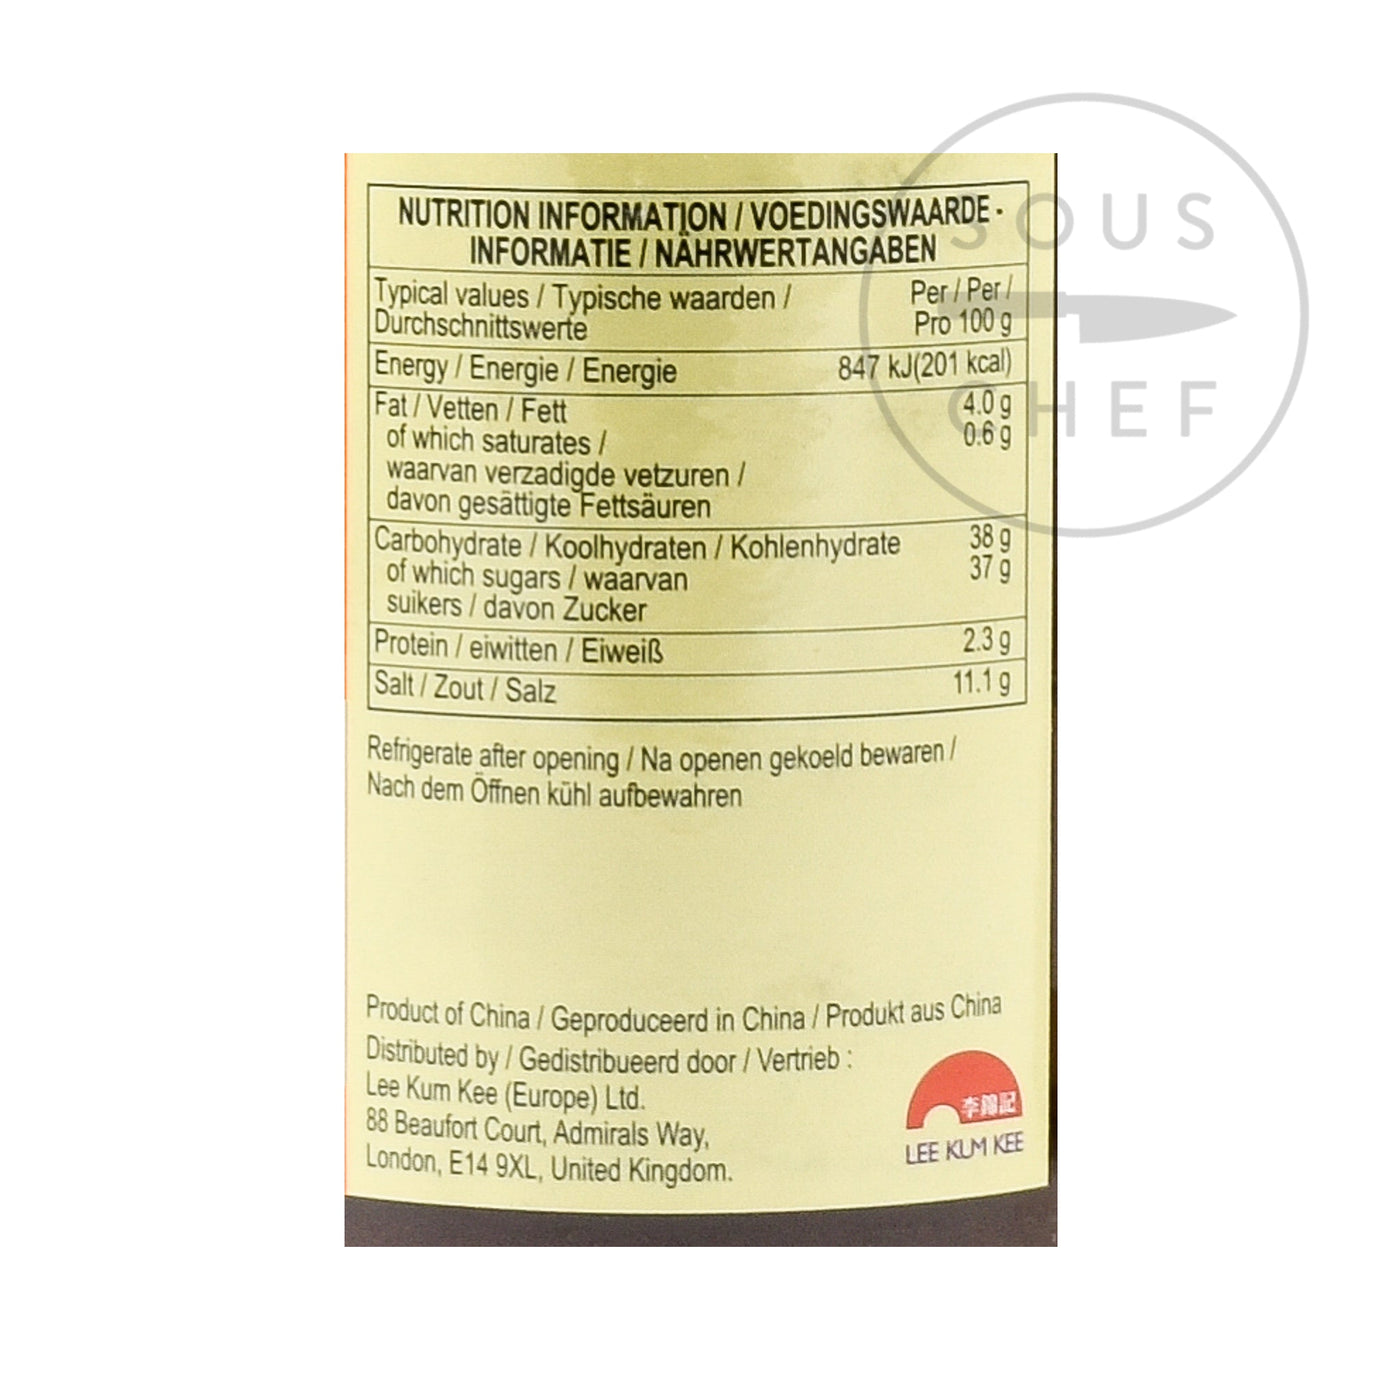 SOUS
CHEF
NUTRITION INFORMATION / VOEDINGSWAARDE -
INFORMATIE / NÄHRWERTANGABEN
Typical values / Typische waarden / Per / Per /
Durchschnittswerte Pro 100 g
Energy / Energie / Energie 847 kJ(201 kcal)
Fat / Vetten / Fett 4.0 g
of which saturates / 0.6 g
waarvan verzadigde vetzuren /
davon gesättigte Fettsäuren
Carbohydrate / Koolhydraten / Kohlenhydrate 38 g
of which sugars / waarvan 37 g
suikers / davon Zucker
Protein / eiwitten / Eiweiß 2.3 g
Salt / Zout / Salz 11.1 g
Refrigerate after opening / Na openen gekoeld bewaren /
Nach dem Öffnen kühl aufbewahren
Product of China / Geproduceerd in China / Produkt aus China
Distributed by / Gedistribueerd door / Vertrieb :
Lee Kum Kee (Europe) Ltd.
88 Beaufort Court, Admirals Way,
London, E14 9XL, United Kingdom.
李錦記
LEE KUM KEE